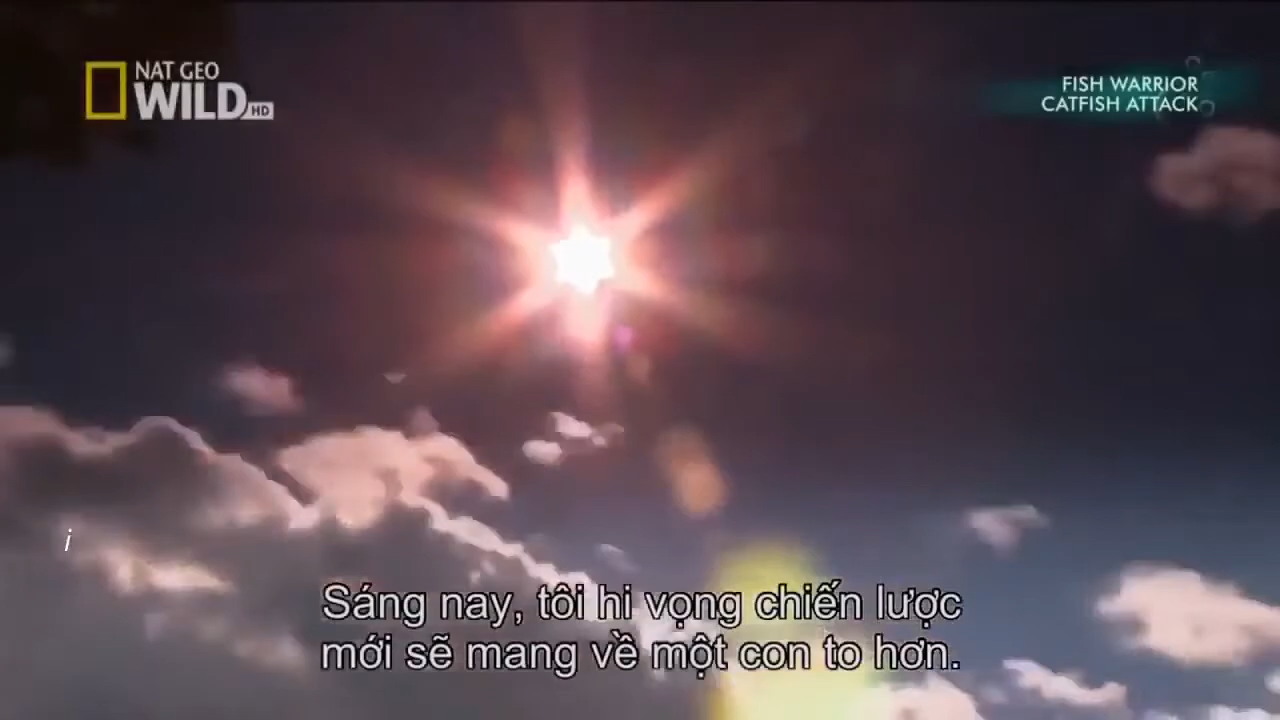 NAT GEO
WILD HD
FISH WARRIOR
CATFISH ATTACK
i
Sáng nay, tôi hi vọng chiến lược
mới sẽ mang về một con to hơn.